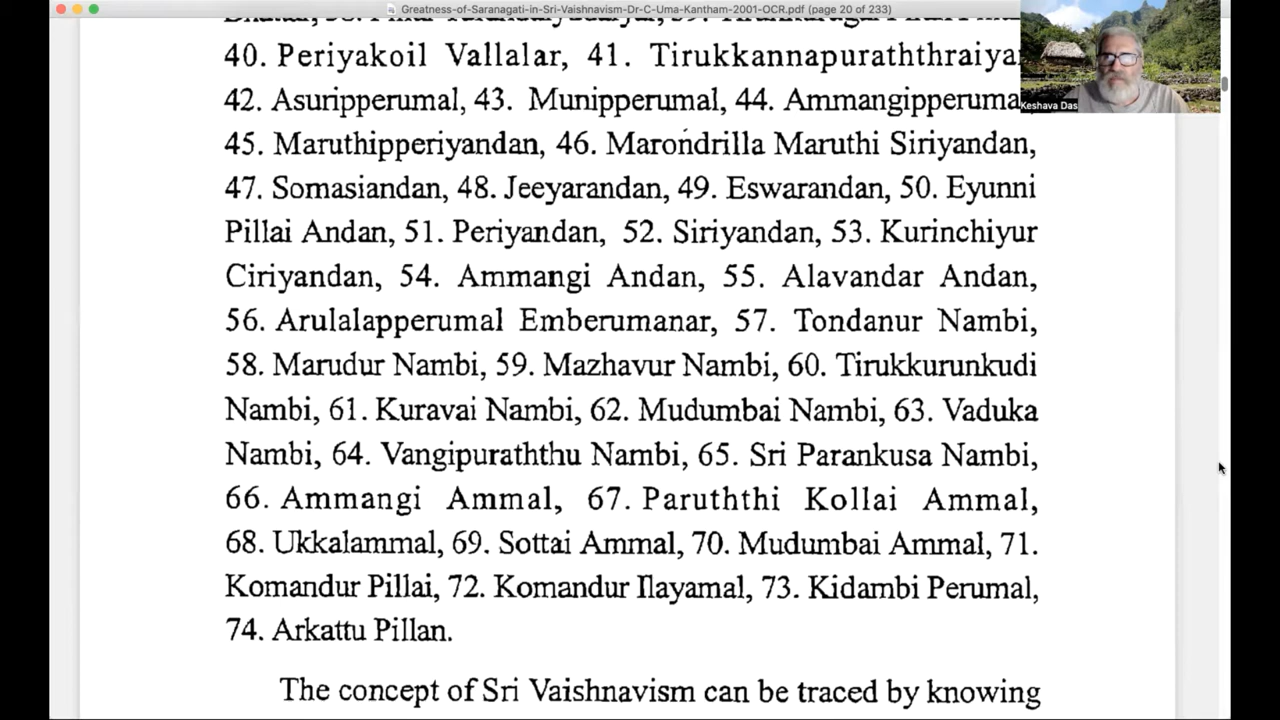 Greatness-of-Saranagati-in-Sri-Vaishnavism-Dr-C-Uma-Kantham-2001-OCR.pdf (page 20 of 233)
40. Periyakoil Vallalar, 41. Tirukkannapuraththraiya
42. Asuripperumal, 43. Munipperumal, 44. Ammangipperuma
45. Maruthipperiyandan, 46. Marondrilla Maruthi Siriyandan,
47. Somasiandan, 48. Jeeyarandan, 49. Eswarandan, 50. Eyunni
Pillai Andan, 51. Periyandan, 52. Siriyandan, 53. Kurinchiyur
Ciriyandan, 54. Ammangi Andan, 55. Alavandar Andan,
56. Arulalapperumal Emberumanar, 57. Tondanur Nambi,
58. Marudur Nambi, 59. Mazhavur Nambi, 60. Tirukkurunkudi
Nambi, 61. Kuravai Nambi, 62. Mudumbai Nambi, 63. Vaduka
Nambi, 64. Vangipuraththu Nambi, 65. Sri Parankusa Nambi,
66. Ammangi Ammal, 67. Paruththi Kollai Ammal,
68. Ukkalammal, 69. Sottai Ammal, 70. Mudumbai Ammal, 71.
Komandur Pillai, 72. Komandur Ilayamal, 73. Kidambi Perumal,
74. Arkattu Pillan.
The concept of Sri Vaishnavism can be traced by knowing
Keshava Das